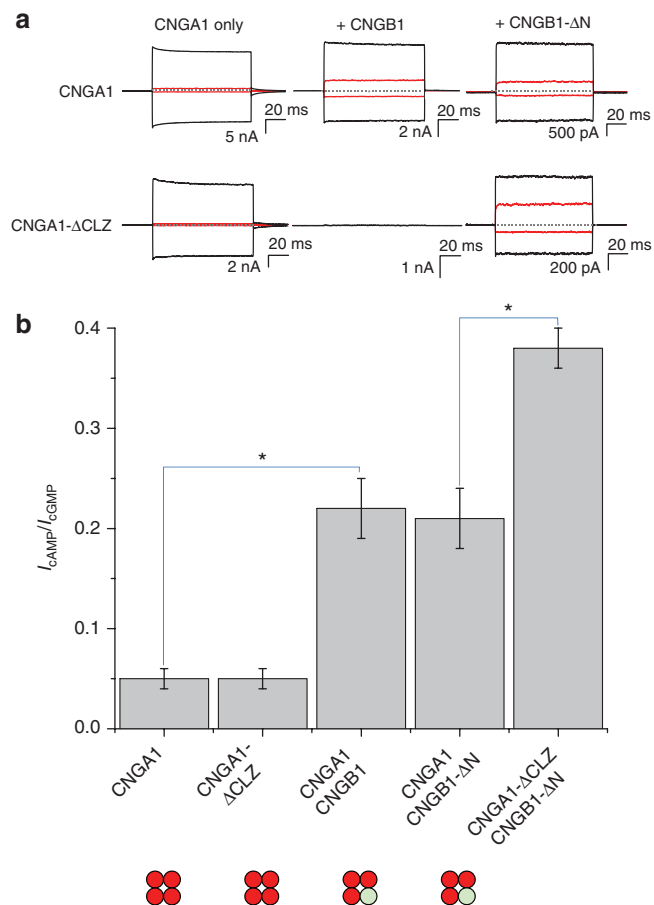 a
CNGA1 only
+ CNGB1
+ CNGB1-ΔN
CNGA1
20 ms
5 nA
20 ms
2 nA
20 ms
500 pA
CNGA1-ΔCLZ
20 ms
2 nA
20 ms
1 nA
20 ms
200 pA
b
0.4
0.3
0.2
0.1
0.0
IcAMP/IcGMP
*
*
CNGA1
CNGA1-
ΔCLZ
CNGA1
CNGB1
CNGA1
CNGB1-ΔN
CNGA1-ΔCLZ
CNGB1-ΔN